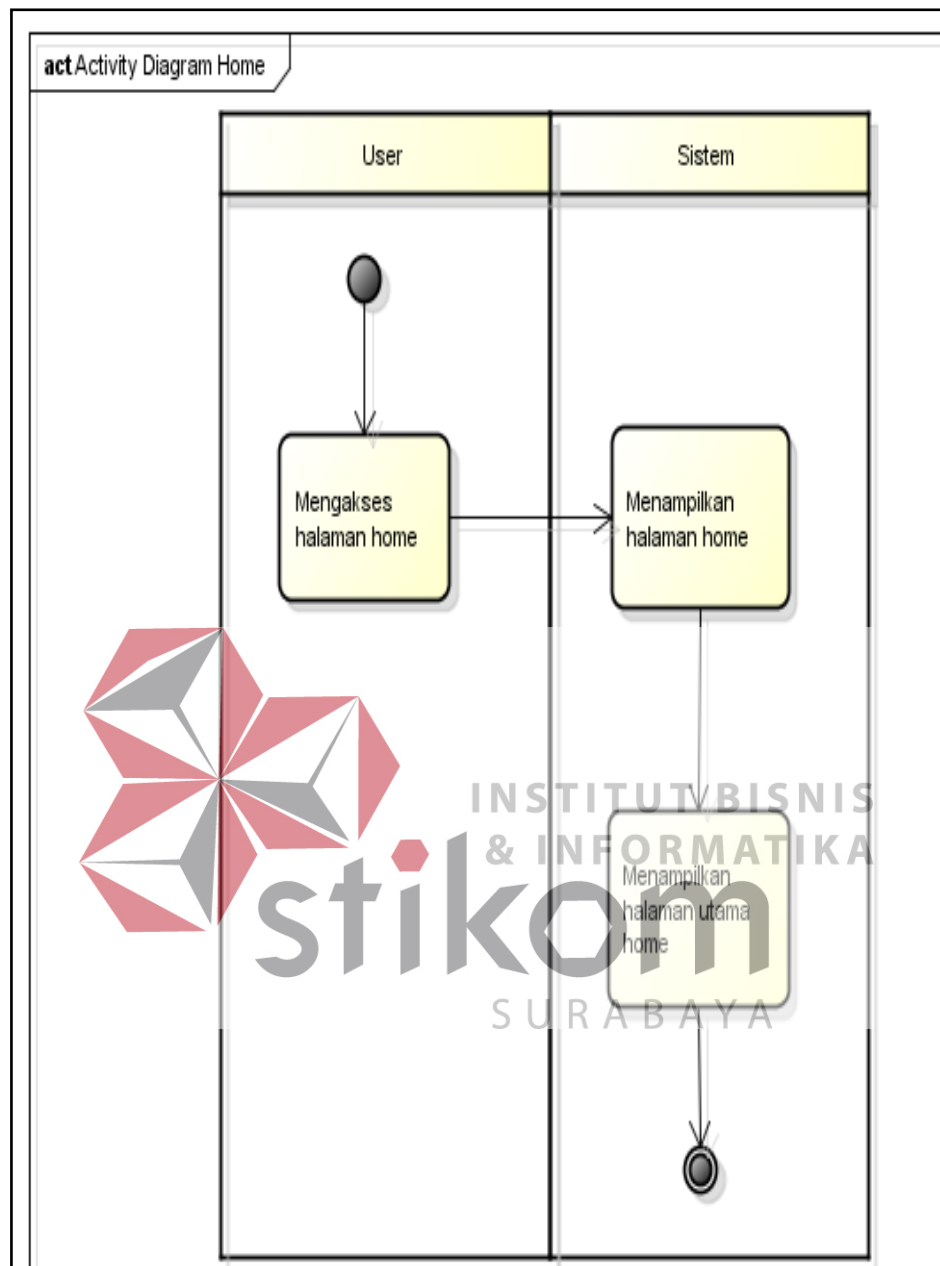 act Activity Diagram Home
User
Sistem
Mengakses
halaman home
Menampilkan
halaman home
INSTITUT BISNIS
& INFORMATIKA
Menampilkan
halaman utama
home
stikom
SURABAYA